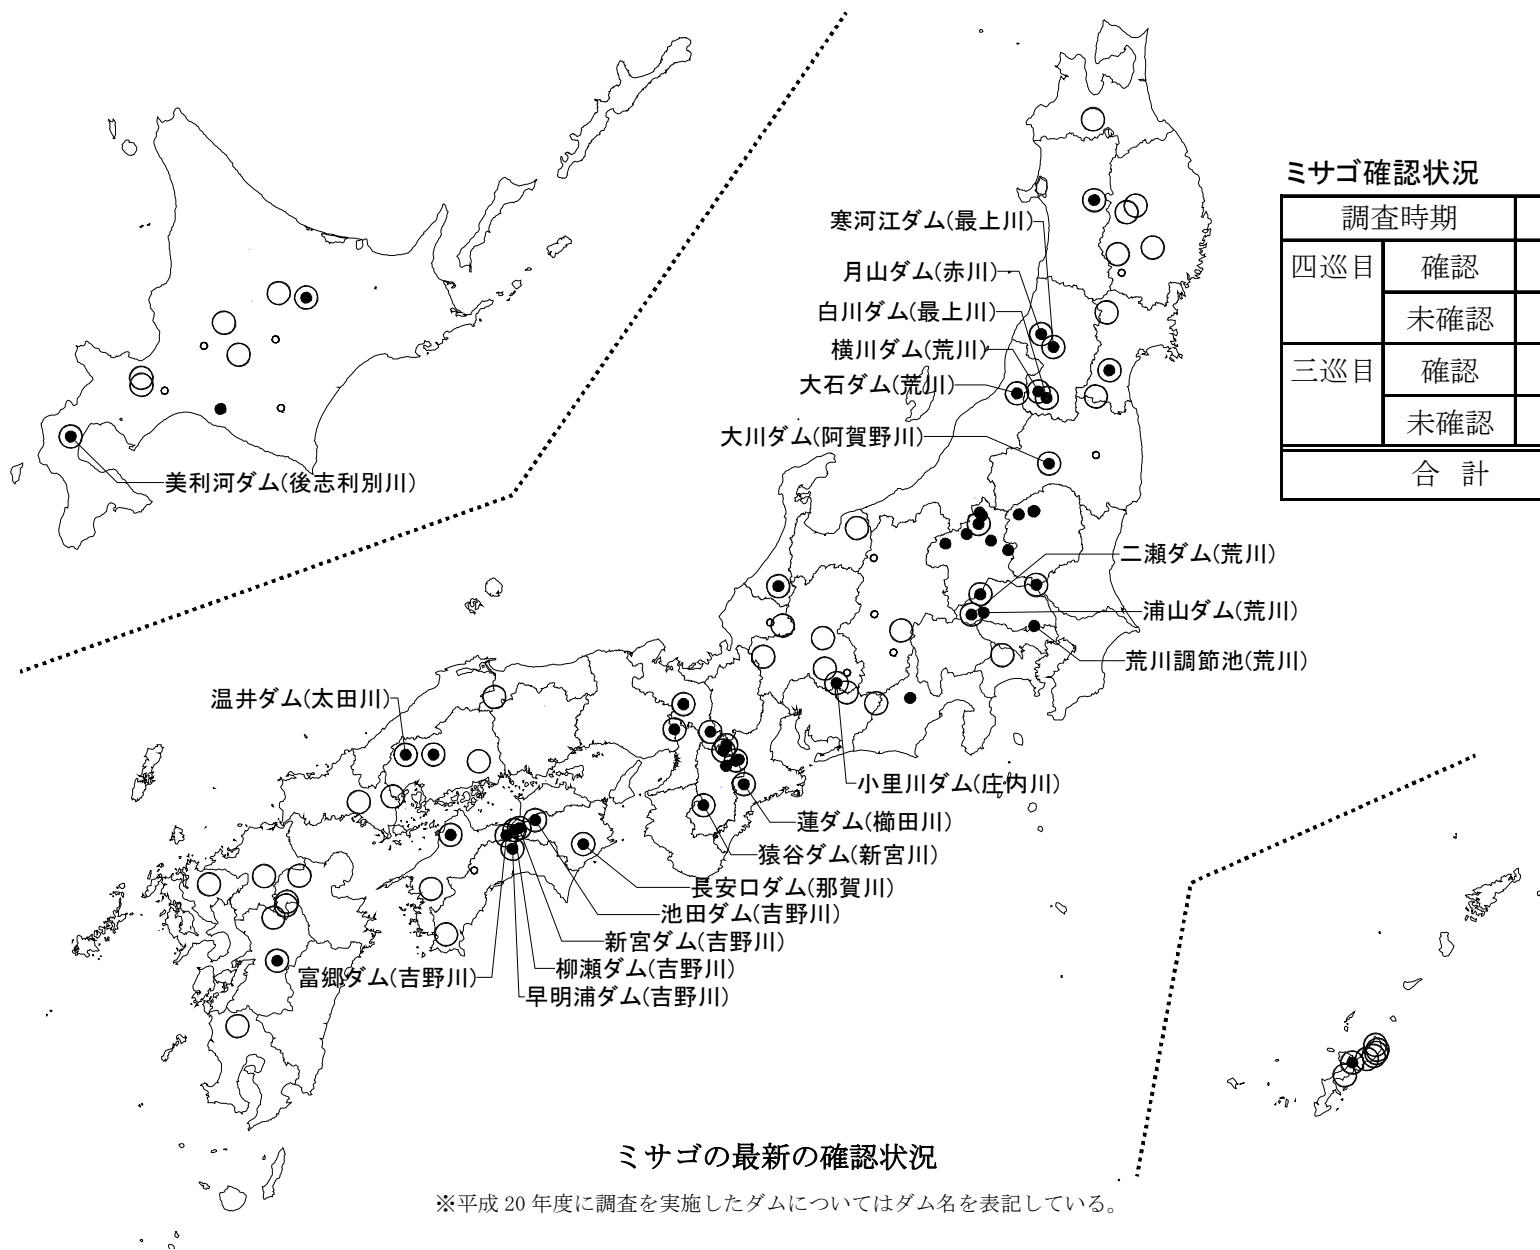 ミサゴ確認状況
調査時期
四巡目
確認
未確認
三巡目
確認
未確認
合 計
寒河江ダム(最上川)
月山ダム(赤川)
白川ダム(最上川)
横川ダム(荒川)
大石ダム(荒川)
大川ダム(阿賀野川)
美利河ダム(後志利別川)
二瀬ダム(荒川)
浦山ダム(荒川)
荒川調節池(荒川)
温井ダム(太田川)
小里川ダム(庄内川)
蓮ダム(櫛田川)
猿谷ダム(新宮川)
長安口ダム(那賀川)
池田ダム(吉野川)
新宮ダム(吉野川)
柳瀬ダム(吉野川)
富郷ダム(吉野川)
早明浦ダム(吉野川)
ミサゴの最新の確認状況
※平成 20 年度に調査を実施したダムについてはダム名を表記している。